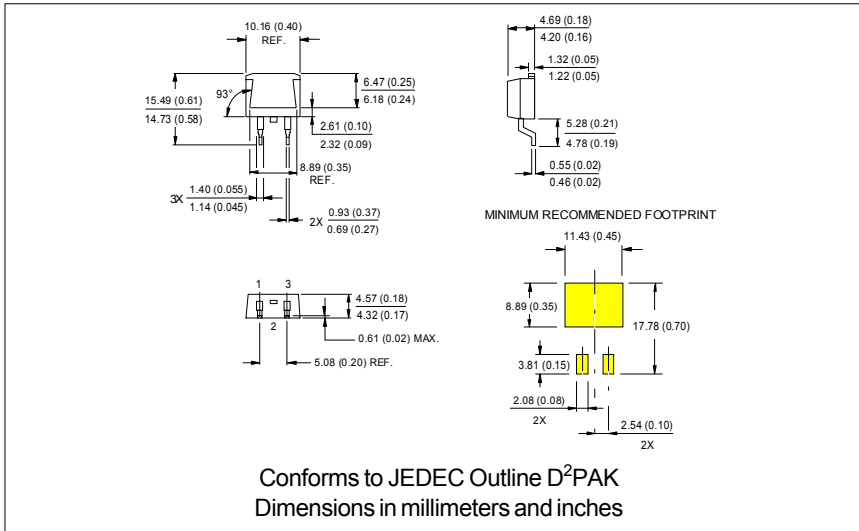 10.16 (0.40)
REF.
15.49 (0.61)
14.73 (0.58)
93°
6.47 (0.25)
6.18 (0.24)
2.61 (0.10)
2.32 (0.09)
8.89 (0.35)
REF.
3X
1.40 (0.055)
1.14 (0.045)
2X
0.93 (0.37)
0.69 (0.27)
4.69 (0.18)
4.20 (0.16)
1.32 (0.05)
1.22 (0.05)
5.28 (0.21)
4.78 (0.19)
0.55 (0.02)
0.46 (0.02)
1 3
2
4.57 (0.18)
4.32 (0.17)
0.61 (0.02) MAX.
5.08 (0.20) REF.
MINIMUM RECOMMENDED FOOTPRINT
11.43 (0.45)
8.89 (0.35)
17.78 (0.70)
3.81 (0.15)
2.08 (0.08)
2X
2.54 (0.10)
2X
Conforms to JEDEC Outline D²PAK
Dimensions in millimeters and inches